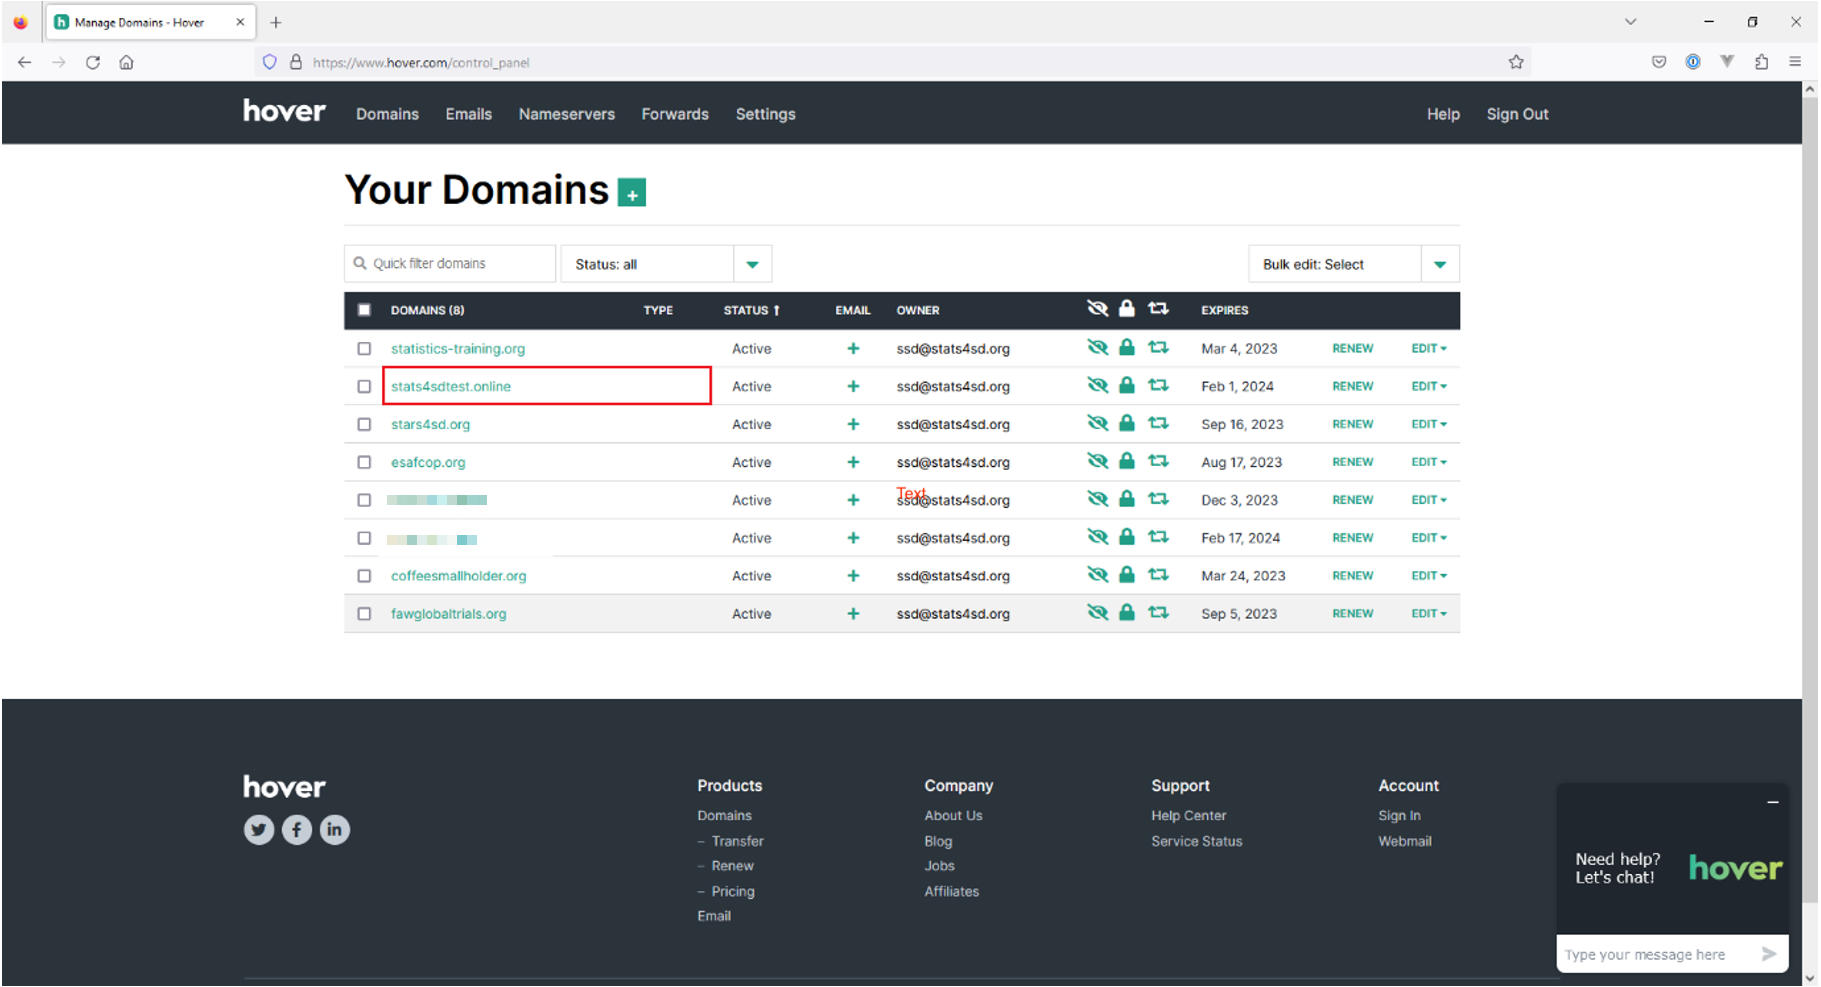 Manage Domains - Hover
https://www.hover.com/control_panel
hover Domains Emails Nameservers Forwards Settings Help Sign Out
Your Domains +
Quick filter domains Status: all Bulk edit: Select
DOMAINS (8) TYPE STATUS ↑ EMAIL OWNER EXPIRES
statistics-training.org Active + ssd@stats4sd.org Mar 4, 2023 RENEW EDIT
stats4sdtest.online Active + ssd@stats4sd.org Feb 1, 2024 RENEW EDIT
stars4sd.org Active + ssd@stats4sd.org Sep 16, 2023 RENEW EDIT
esafcop.org Active + ssd@stats4sd.org Aug 17, 2023 RENEW EDIT
Text
Active + ssd@stats4sd.org Dec 3, 2023 RENEW EDIT
Active + ssd@stats4sd.org Feb 17, 2024 RENEW EDIT
coffeesmallholder.org Active + ssd@stats4sd.org Mar 24, 2023 RENEW EDIT
fawglobaltrials.org Active + ssd@stats4sd.org Sep 5, 2023 RENEW EDIT
hover
Products
Domains
– Transfer
– Renew
– Pricing
Email
Company
About Us
Blog
Jobs
Affiliates
Support
Help Center
Service Status
Account
Sign In
Webmail
Need help?
Let's chat!
hover
Type your message here